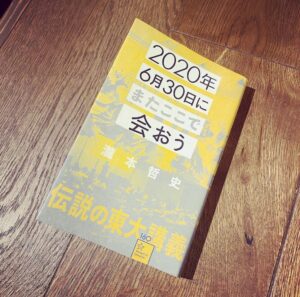 2020年
6月30日に
またここで
会おう
瀧本哲史
伝説の東大講義
160